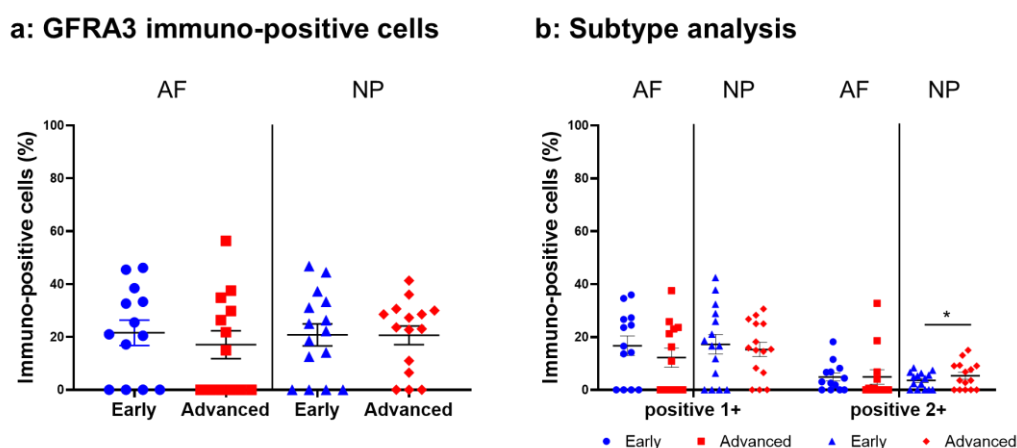 a: GFRA3 immuno-positive cells
AF NP
Immuno-positive cells (%)
100
80
60
40
20
0
Early Advanced Early Advanced
b: Subtype analysis
AF NP AF NP
Immuno-positive cells (%)
100
80
60
40
20
0
*
positive 1+ positive 2+
Early Advanced Early Advanced